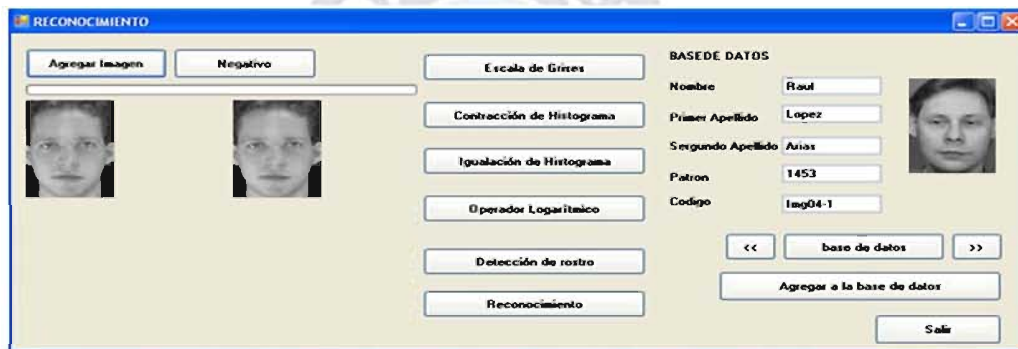 RECONOCIMIENTO
Agregar Imagen
Negativo
Escala de Grises
Contracción de Histograma
Igualación de Histograma
Operador Logarítmico
Detección de rostro
Reconocimiento
BASEDE DATOS
Nombre Raul
Primer Apellido Lopez
Sergundo Apellido Arias
Patron 1453
Codigo Img04-1
<< base de datos >>
Agregar a la base de datos
Salir